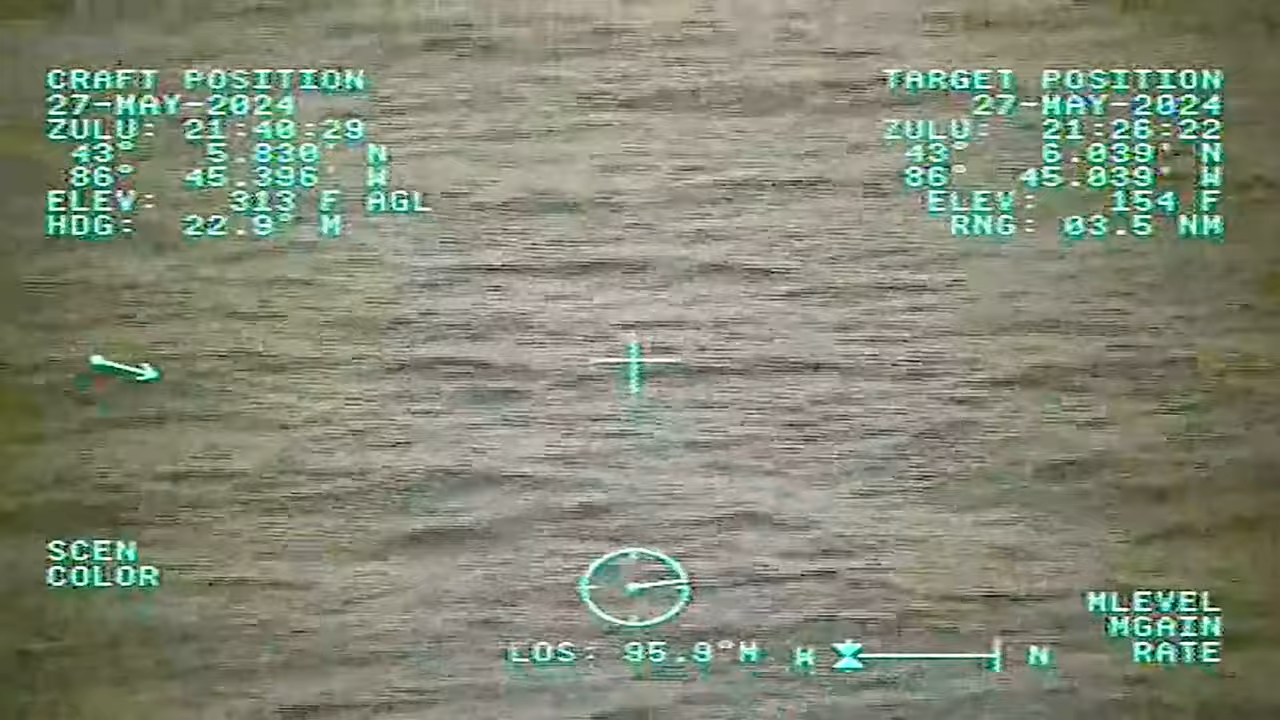 CRAFT POSITION
27-MAY-2024
ZULU: 21:40:29
43° 5.830' N
86° 45.396' W
ELEV: 313 F AGL
HDG: 22.9° M
TARGET POSITION
27-MAY-2024
ZULU: 21:26:22
43° 6.039' N
86° 45.039' W
ELEV: 154 F
RNG: 03.5 NM
SCEN
COLOR
MLEVEL
MGAIN
RATE
LOS: 95.9°M W N